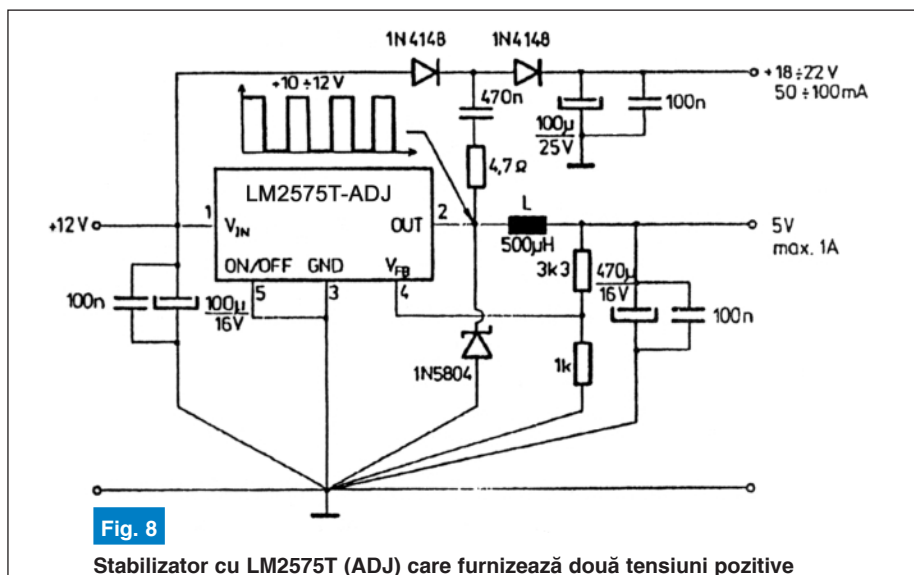 1N4148
1N4148
+10÷12V
470n
+18÷22V
50÷100mA
100µ
25V
100n
4,7Ω
LM2575T-ADJ
+12V
1
VIN
OUT
2
L
500µH
5V
max. 1A
ON/OFF
GND
VFB
5
3
4
3k3
470µ
16V
100n
100µ
16V
100n
1N5804
1k
Fig. 8
Stabilizator cu LM2575T (ADJ) care furnizează două tensiuni pozitive